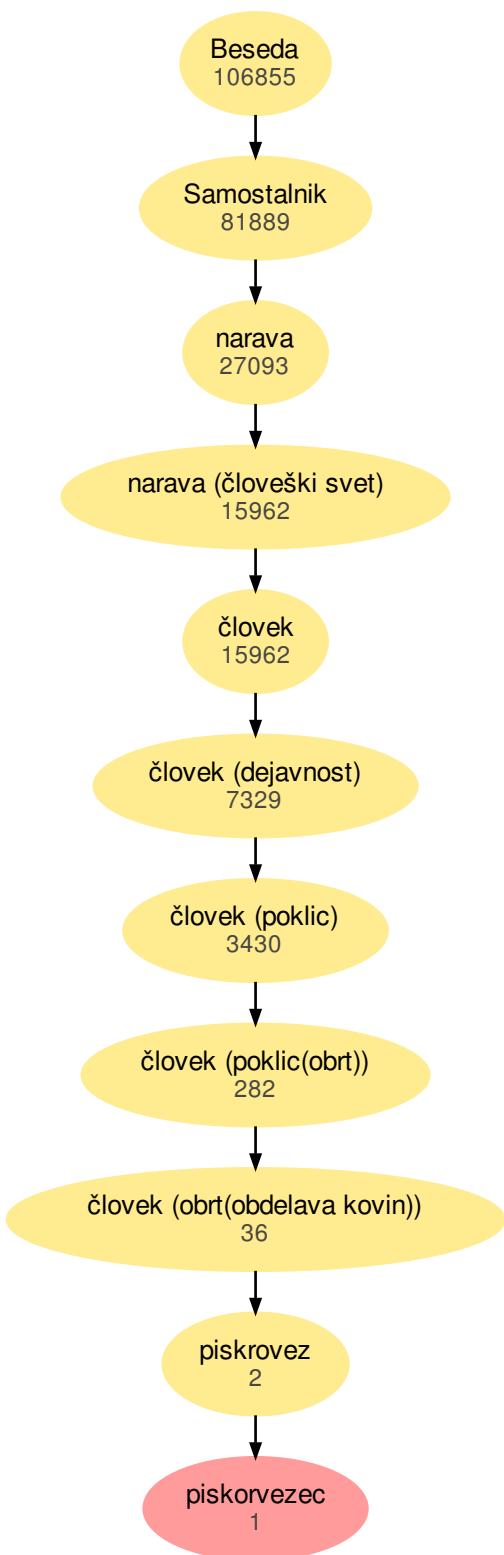 Beseda
106855
Samostalnik
81889
narava
27093
narava (človeški svet)
15962
človek
15962
človek (dejavnost)
7329
človek (poklic)
3430
človek (poklic(obrt))
282
človek (obrt(obdelava kovin))
36
piskrovez
2
piskorvezec
1